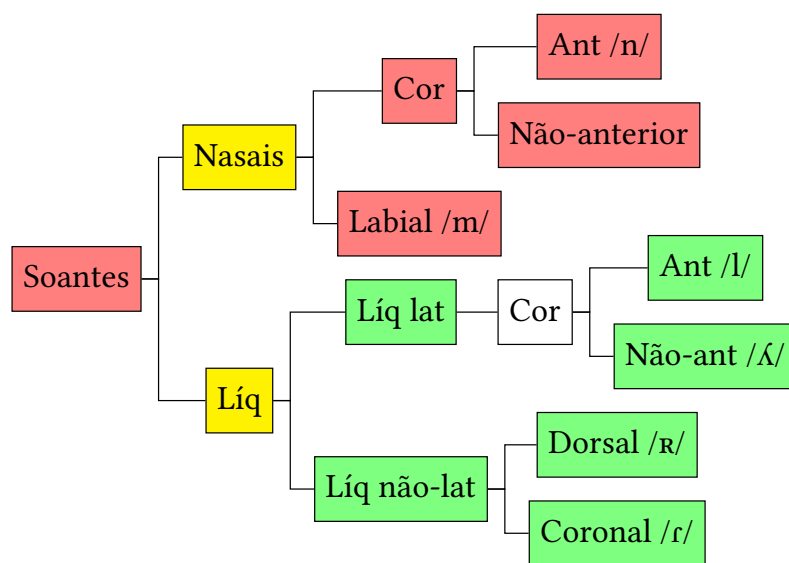 Ant /n/
Cor
Não-anterior
Nasais
Labial /m/
Soantes
Ant /l/
Líq lat
Cor
Não-ant /ʎ/
Líq
Dorsal /ʀ/
Líq não-lat
Coronal /ɾ/